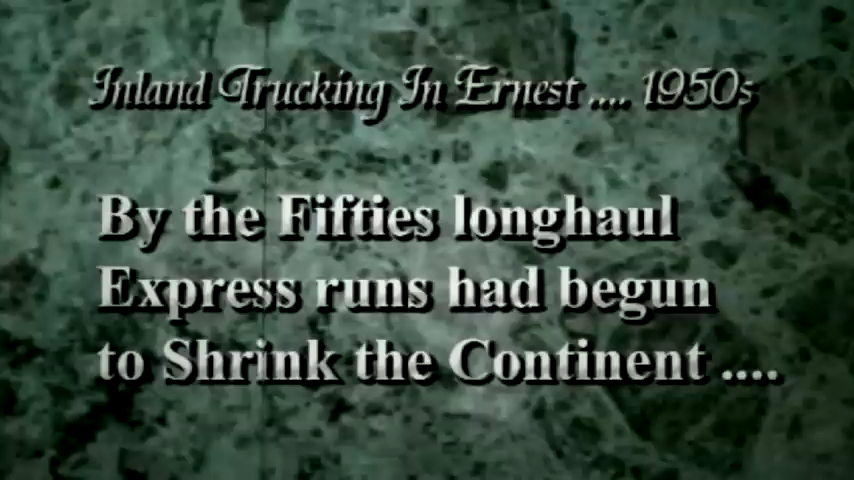 Inland Trucking In Ernest .... 1950s
By the Fifties longhaul
Express runs had begun
to Shrink the Continent ....